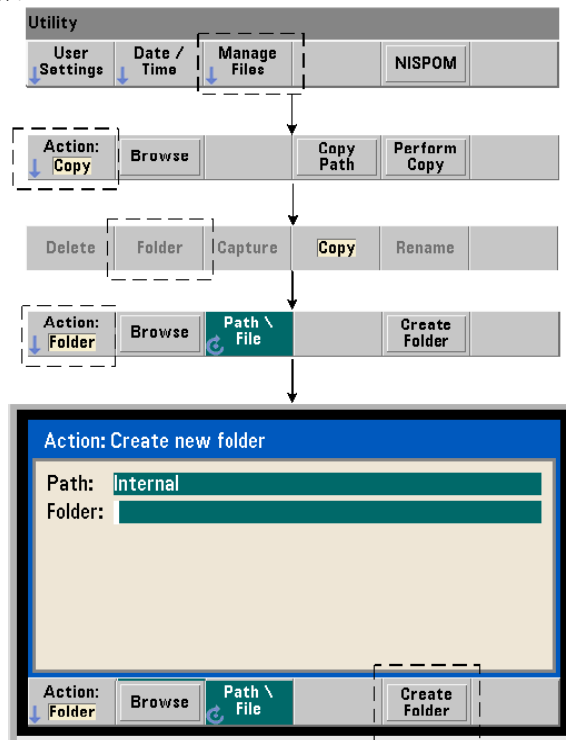 Utility
User Settings
Date / Time
Manage Files
NISPOM
Action: Copy
Browse
Copy Path
Perform Copy
Delete
Folder
Capture
Copy
Rename
Action: Folder
Browse
Path \ File
Create Folder
Action: Create new folder
Path: Internal
Folder:
Action: Folder
Browse
Path \ File
Create Folder